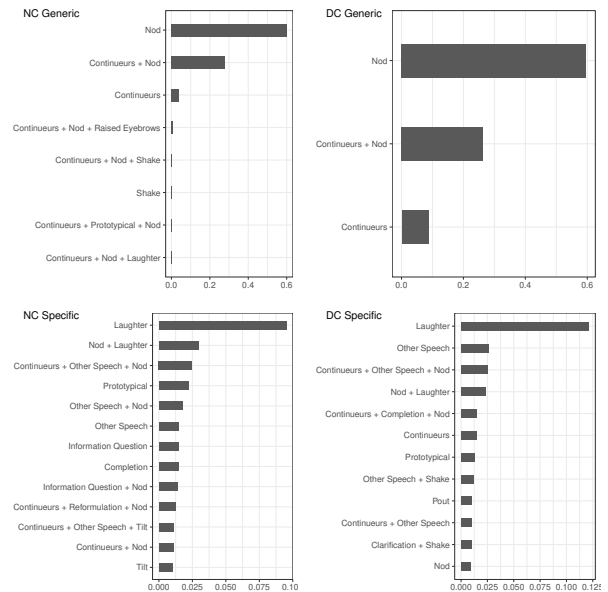 NC Generic
Nod
Continueurs + Nod
Continueurs
Continueurs + Nod + Raised Eyebrows
Continueurs + Nod + Shake
Shake
Continueurs + Prototypical + Nod
Continueurs + Nod + Laughter
0.0 0.2 0.4 0.6
DC Generic
Nod
Continueurs + Nod
Continueurs
0.0 0.2 0.4 0.6
NC Specific
Laughter
Nod + Laughter
Continueurs + Other Speech + Nod
Prototypical
Other Speech + Nod
Other Speech
Information Question
Completion
Information Question + Nod
Continueurs + Reformulation + Nod
Continueurs + Other Speech + Tilt
Continueurs + Nod
Tilt
0.000 0.025 0.050 0.075 0.10
DC Specific
Laughter
Other Speech
Continueurs + Other Speech + Nod
Nod + Laughter
Continueurs + Completion + Nod
Continueurs
Prototypical
Other Speech + Shake
Pout
Continueurs + Other Speech
Clarification + Shake
Nod
0.000 0.025 0.050 0.075 0.100 0.125